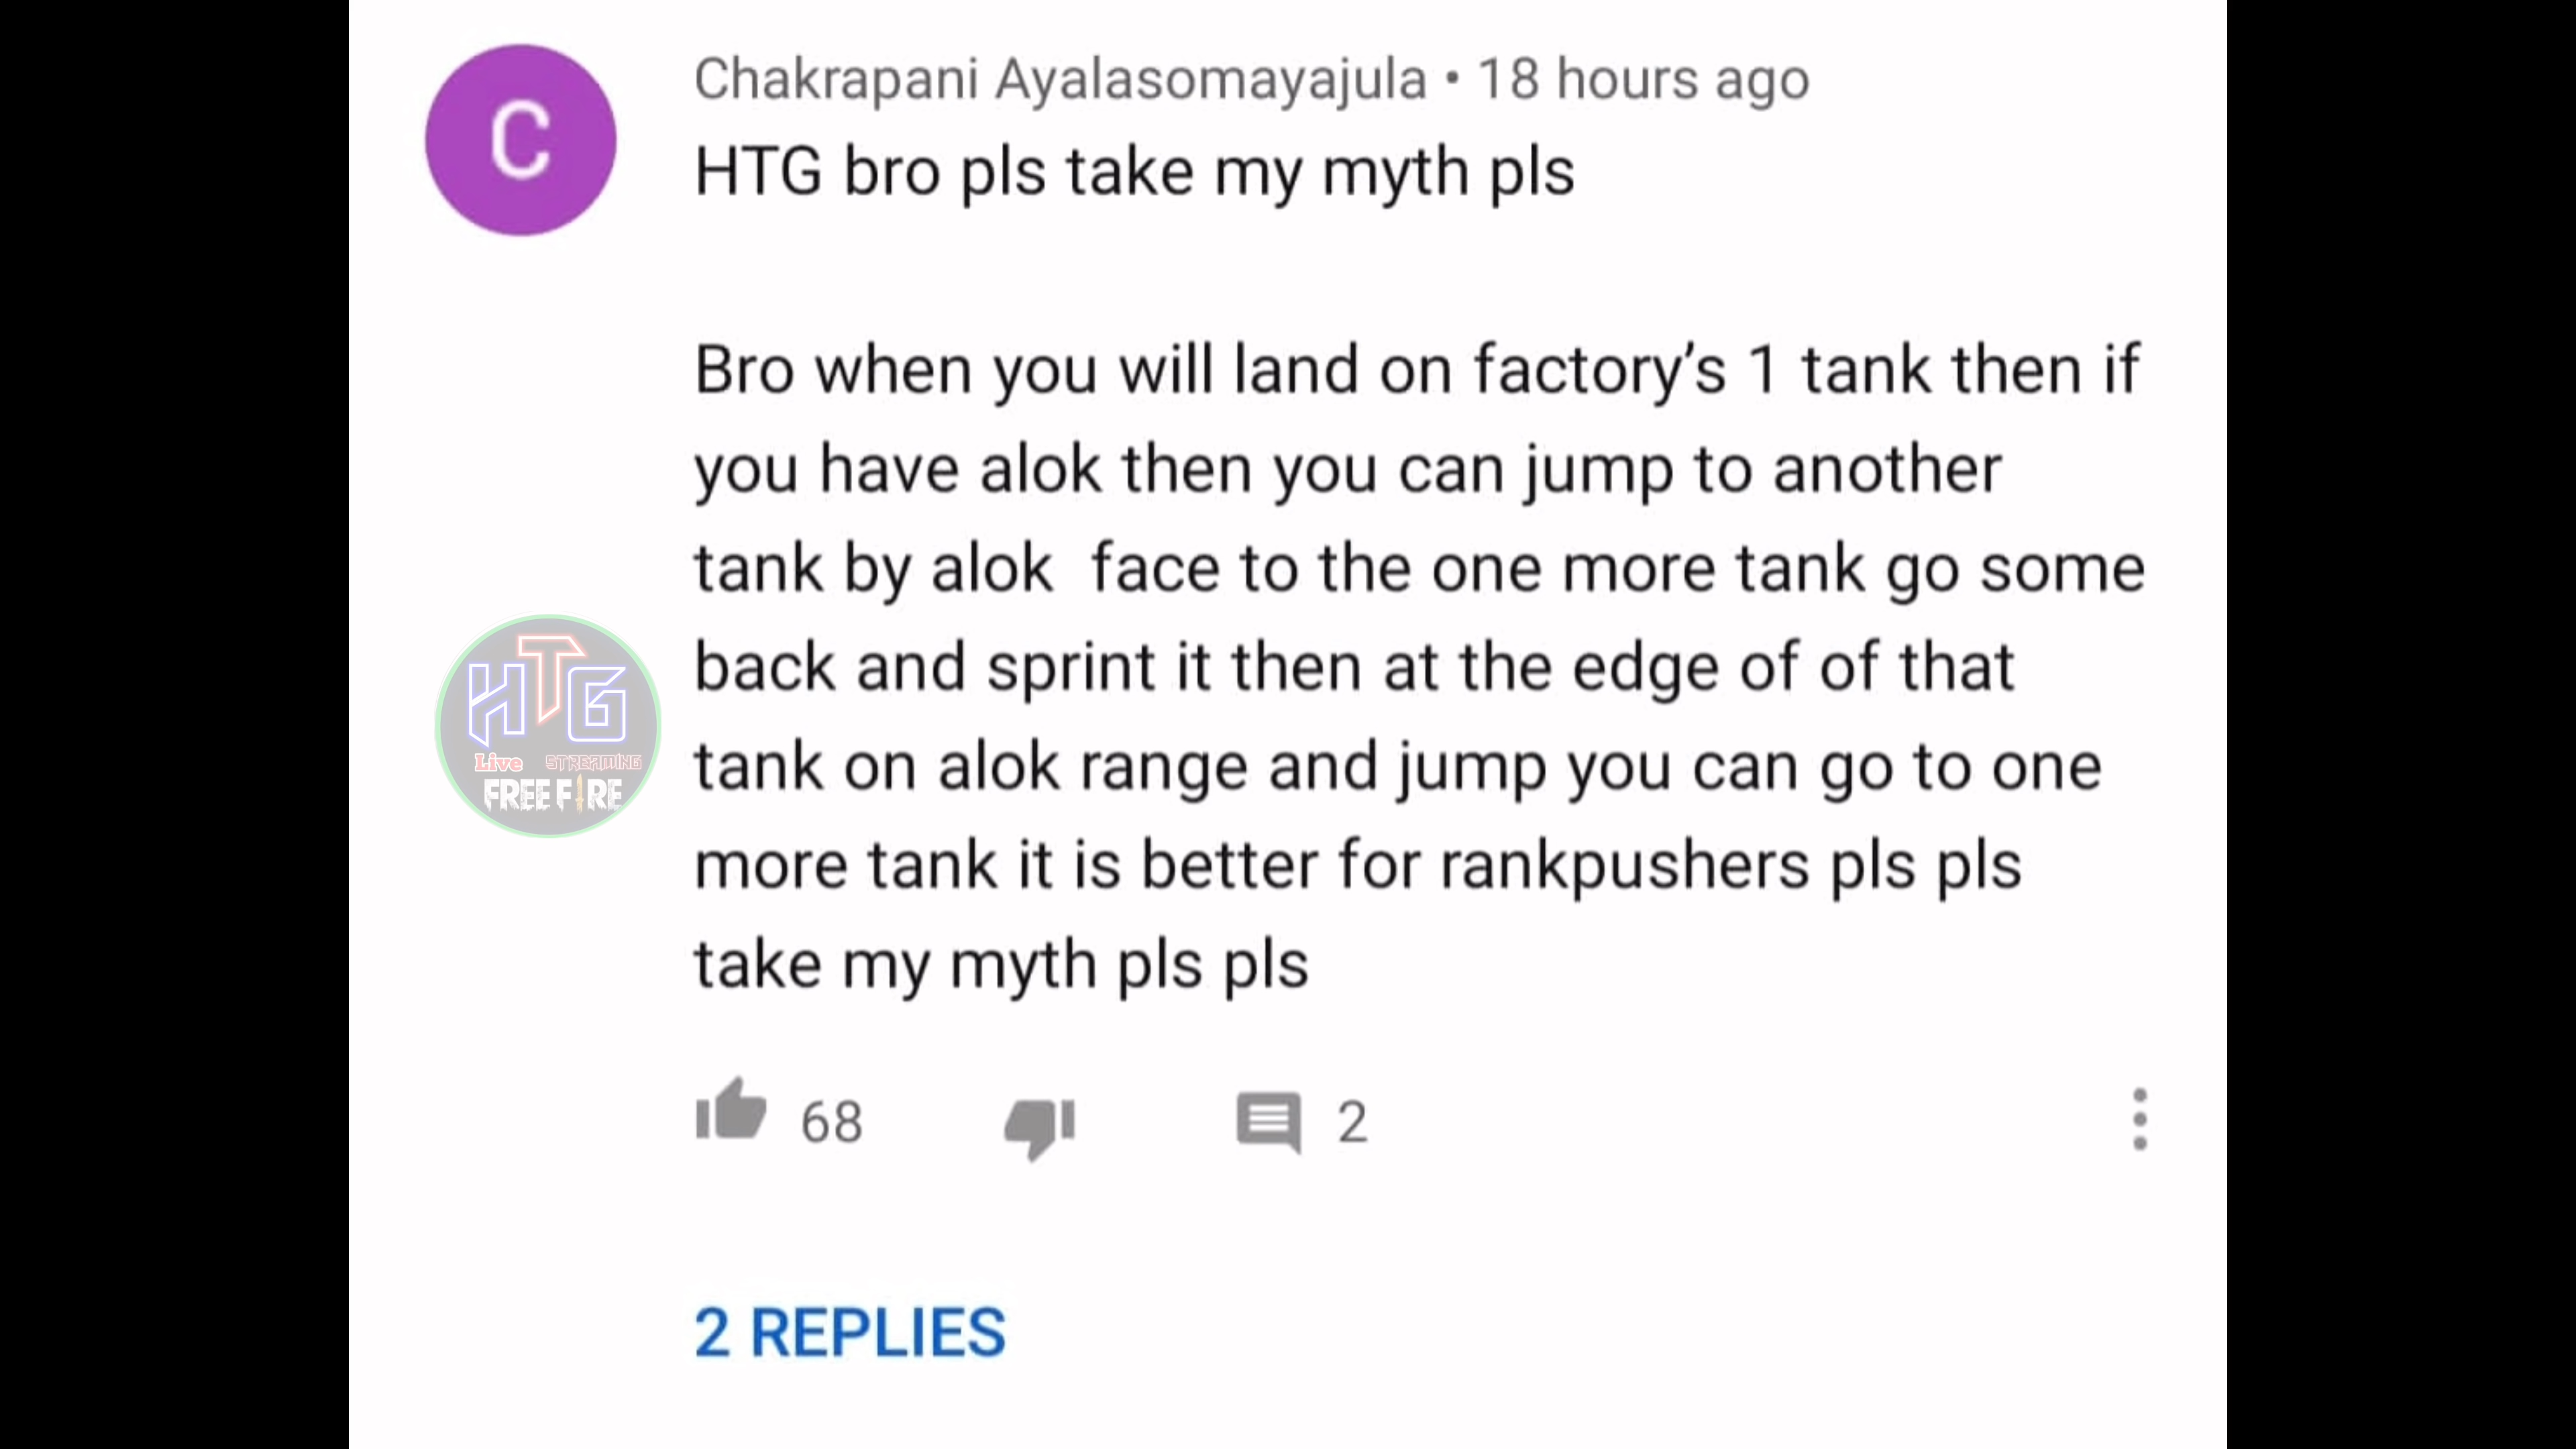 C
Chakrapani Ayalasomayajula • 18 hours ago
HTG bro pls take my myth pls
Bro when you will land on factory’s 1 tank then if
you have alok then you can jump to another
tank by alok  face to the one more tank go some
back and sprint it then at the edge of of that
tank on alok range and jump you can go to one
more tank it is better for rankpushers pls pls
take my myth pls pls
HTG
Live STREAMING
FREE FIRE
68 2
2 REPLIES